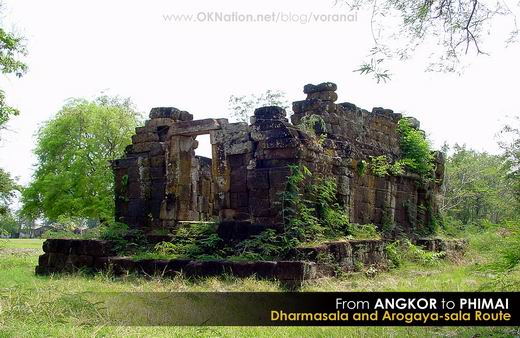 www.OKNation.net/blog/voranai
From ANGKOR to PHIMAI
Dharmasala and Arogaya-sala Route